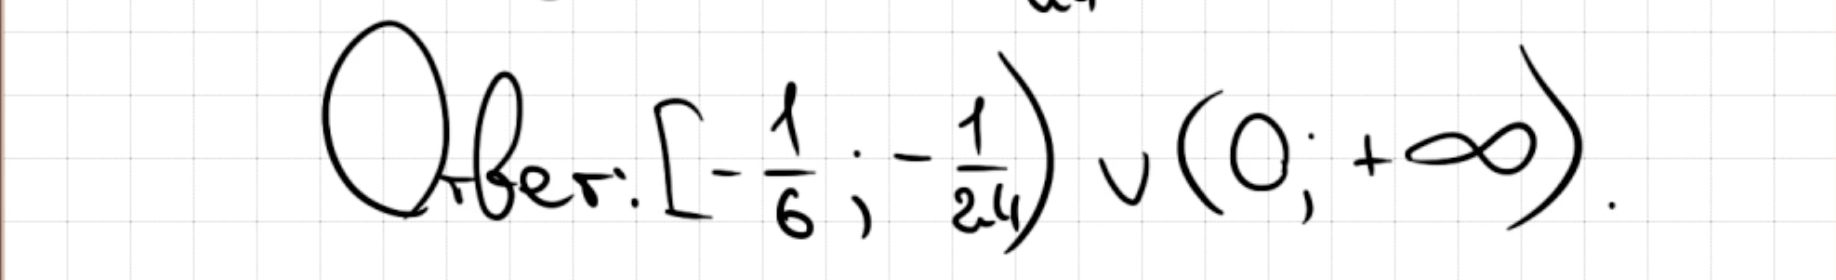 Ответ: [-1/6; -1/24) ∪ (0; +∞).